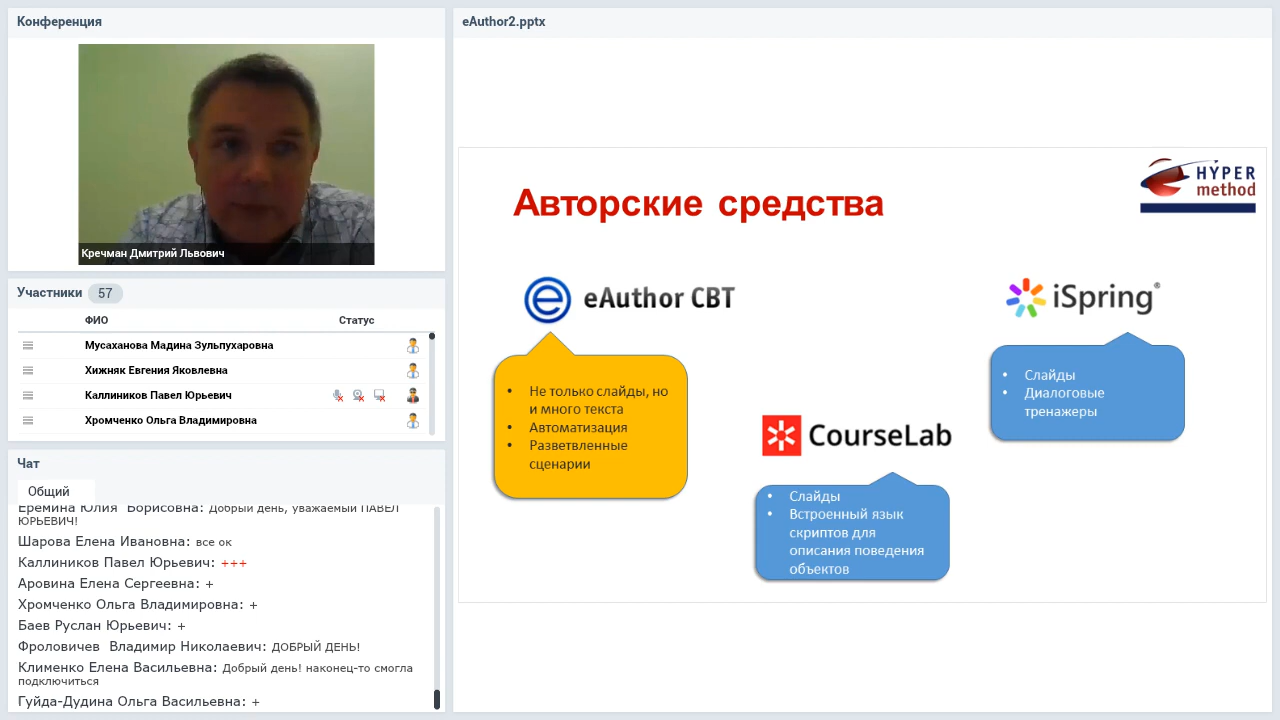 Конференция
Кречман Дмитрий Львович
Участники 57
ФИО Статус
Мусаханова Мадина Зульпухаровна
Хижняк Евгения Яковлевна
Каллиников Павел Юрьевич
Хромченко Ольга Владимировна
Чат
Общий
Еремина Юлия Борисовна: Добрый день, уважаемый ПАВЕЛ
ЮРЬЕВИЧ!
Шарова Елена Ивановна: все ок
Каллиников Павел Юрьевич: +++
Аровина Елена Сергеевна: +
Хромченко Ольга Владимировна: +
Баев Руслан Юрьевич: +
Фроловичев Владимир Николаевич: ДОБРЫЙ ДЕНЬ!
Клименко Елена Васильевна: Добрый день! наконец-то смогла
подключиться
Гуйда-Дудина Ольга Васильевна: +
eAuthor2.pptx
HYPER
method
Авторские средства
eAuthor CBT
• Не только слайды, но
и много текста
• Автоматизация
• Разветвленные
сценарии
CourseLab
• Слайды
• Встроенный язык
скриптов для
описания поведения
объектов
iSpring®
• Слайды
• Диалоговые
тренажеры